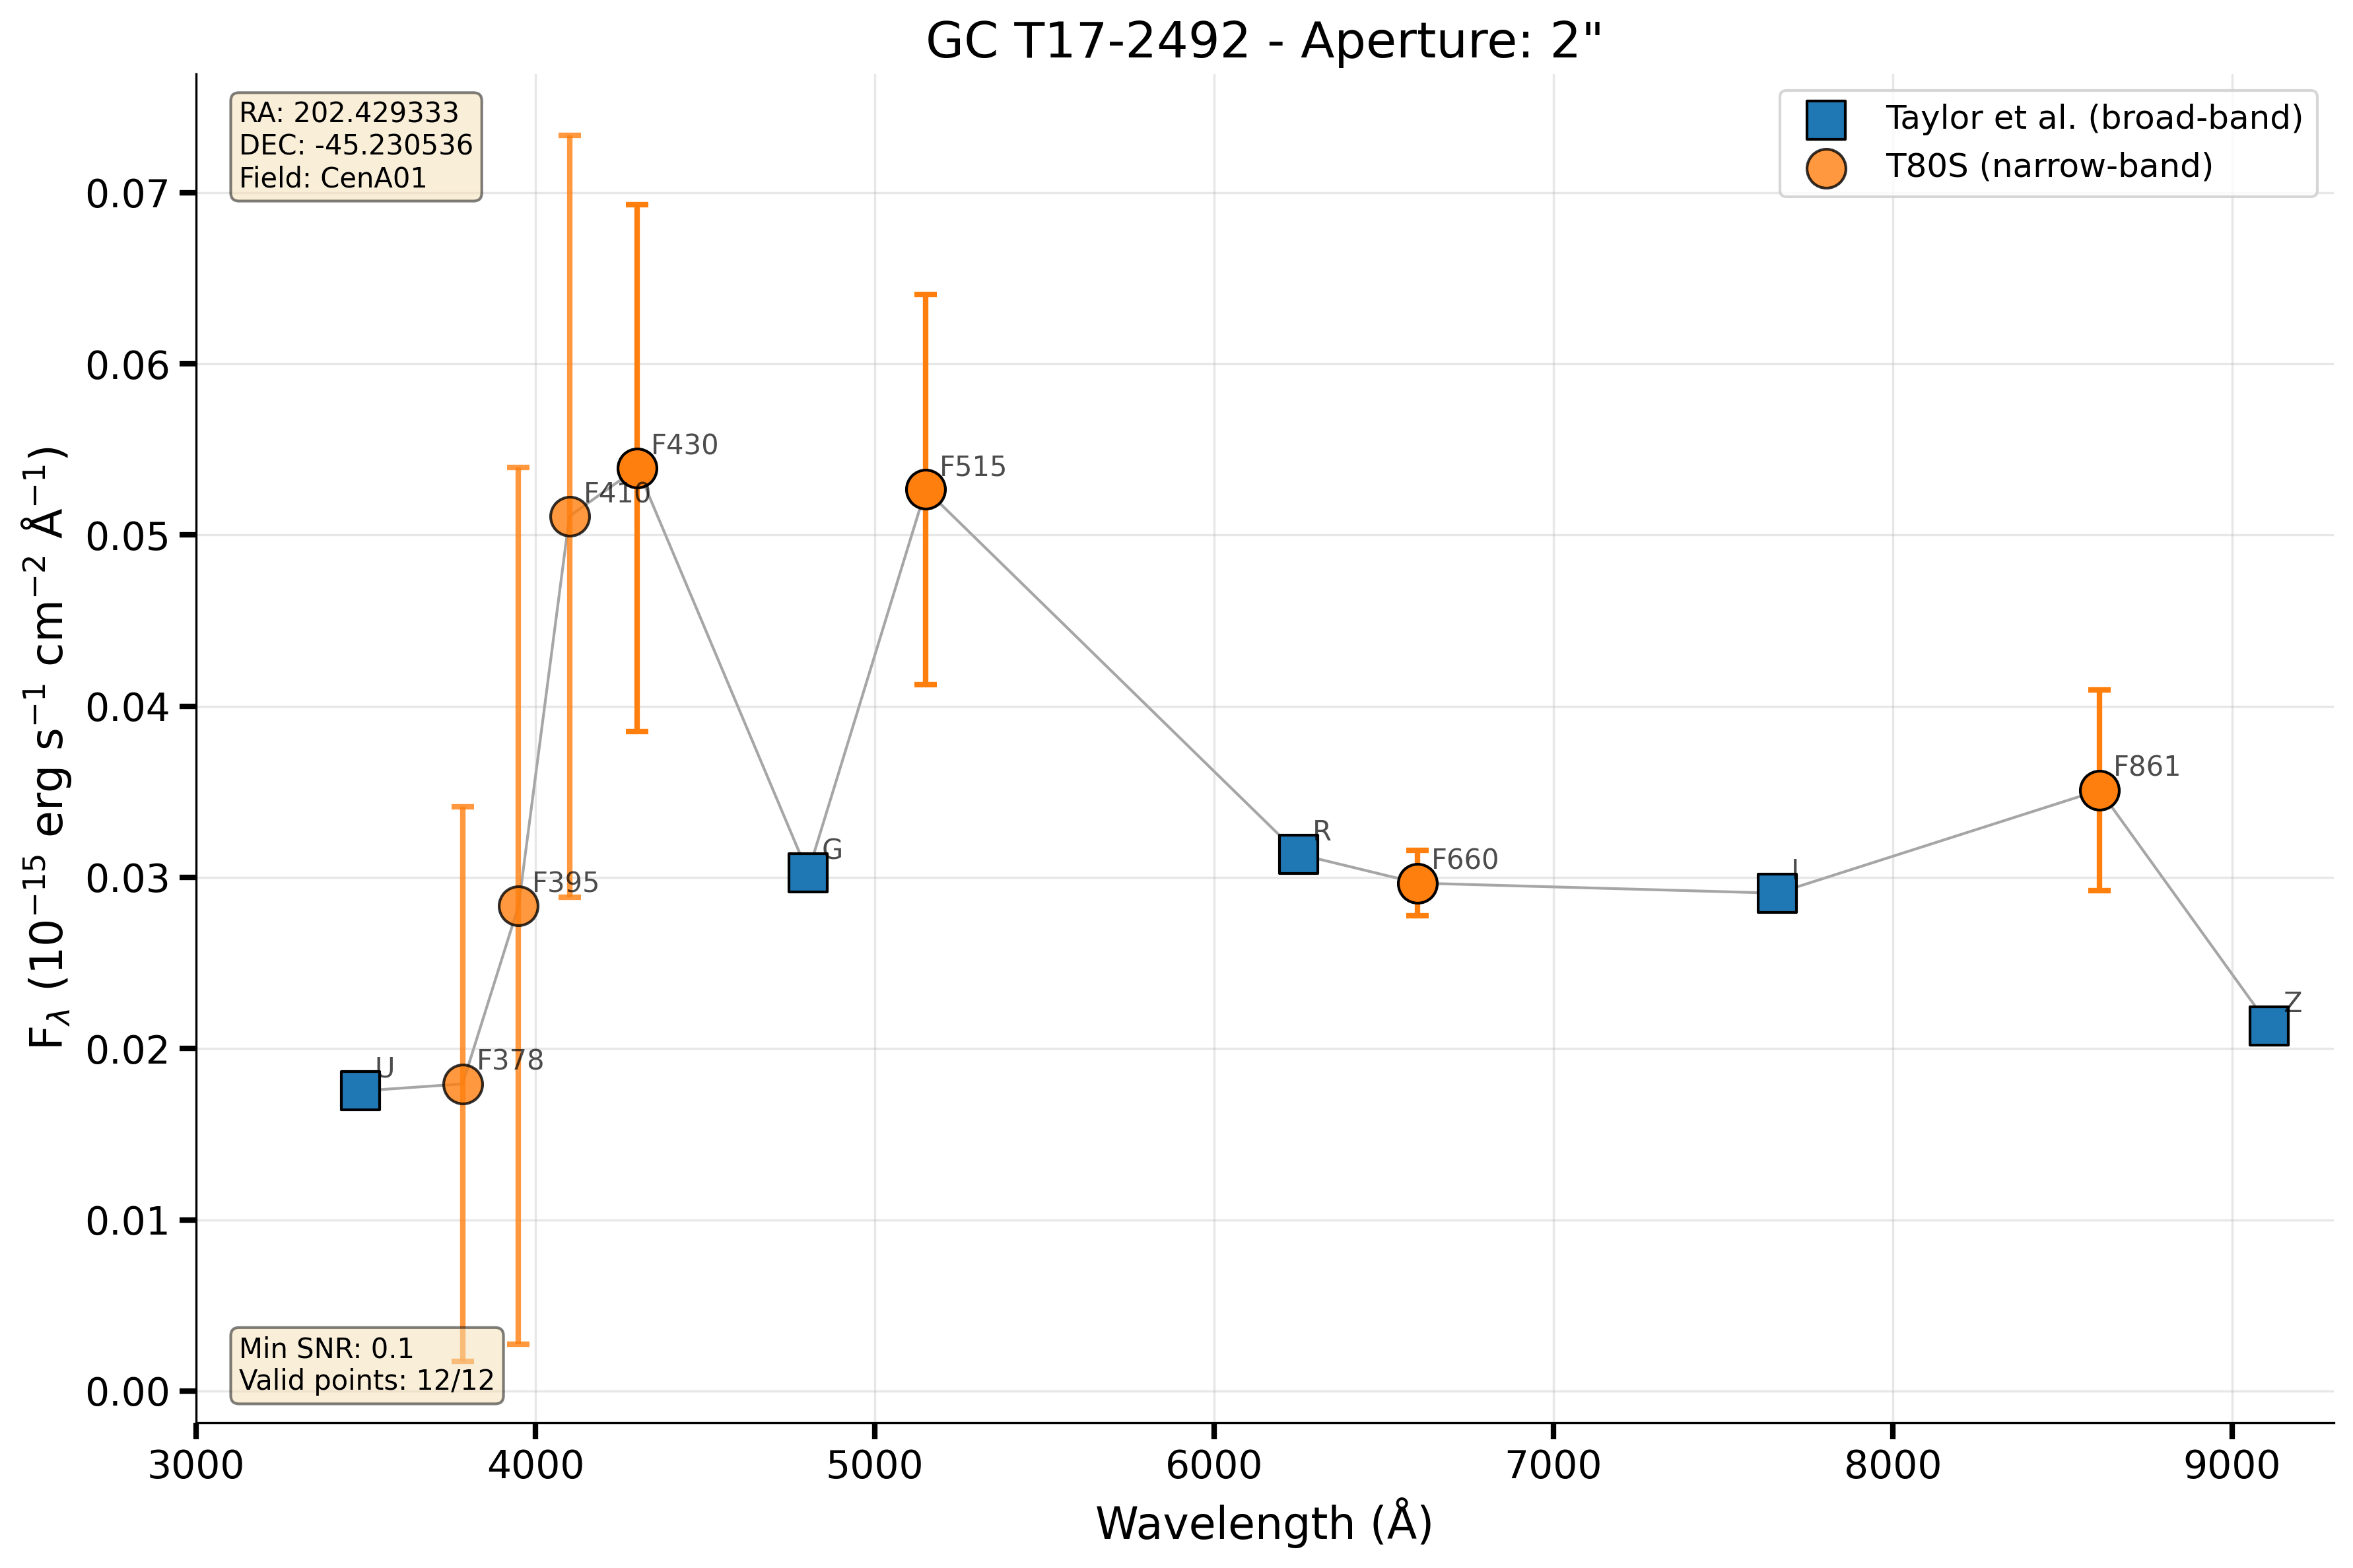 GC T17-2492 - Aperture: 2"
RA: 202.429333
DEC: -45.230536
Field: CenA01
Taylor et al. (broad-band)
T80S (narrow-band)
0.07
0.06
0.05
0.04
0.03
0.02
0.01
0.00
F$_λ$ (10⁻¹⁵ erg s⁻¹ cm⁻² Å⁻¹)
U
F378
F395
F410
F430
G
F515
R
F660
I
F861
Z
Min SNR: 0.1
Valid points: 12/12
3000 4000 5000 6000 7000 8000 9000
Wavelength (Å)